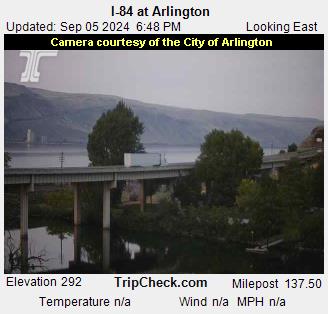 I-84 at Arlington
Updated: Sep 05 2024 6:48 PM Looking East
Camera courtesy of the City of Arlington
Elevation 292 TripCheck.com Milepost 137.50
Temperature n/a Wind n/a MPH n/a